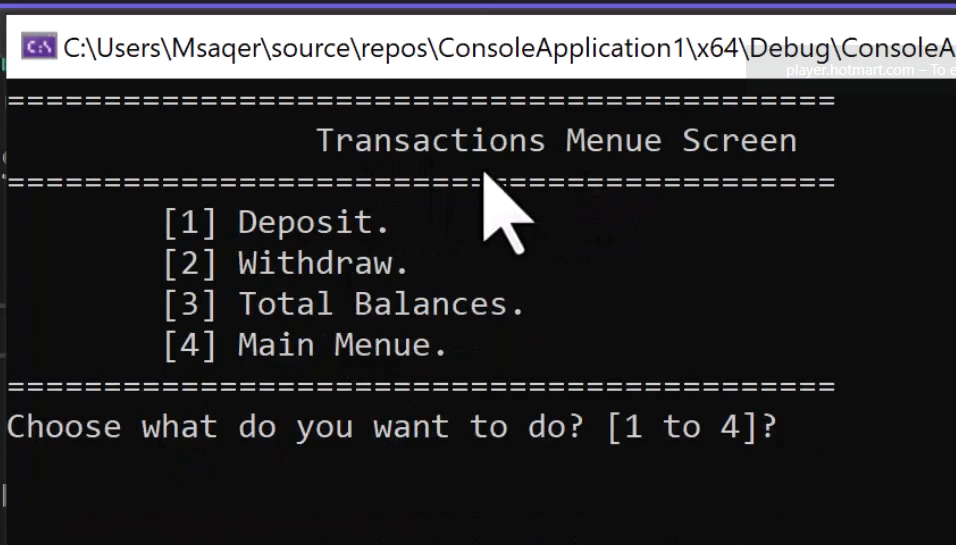 C:\Users\Msaqer\source\repos\ConsoleApplication1\x64\Debug\ConsoleA
player.hotmart.com – To e
===========================================
Transactions Menue Screen
===========================================
[1] Deposit.
[2] Withdraw.
[3] Total Balances.
[4] Main Menue.
===========================================
Choose what do you want to do? [1 to 4]?